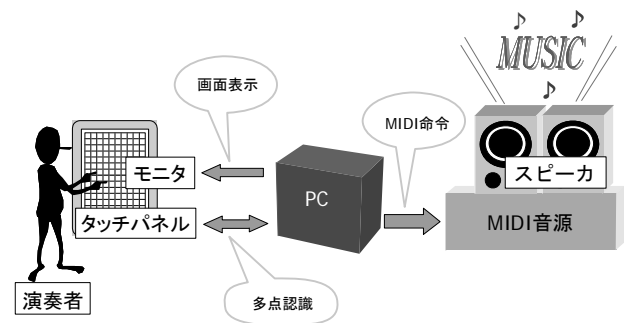 MUSIC
画面表示
MIDI命令
モニタ
スピーカ
PC
タッチパネル
MIDI音源
多点認識
演奏者